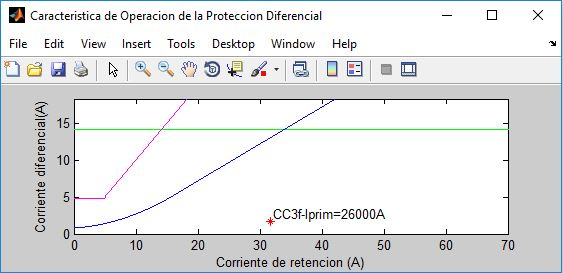 Caracteristica de Operacion de la Proteccion Diferencial
File Edit View Insert Tools Desktop Window Help
Corriente diferencial(A)
15
10
5
0
CC3f-Iprim=26000A
0 10 20 30 40 50 60 70
Corriente de retencion (A)